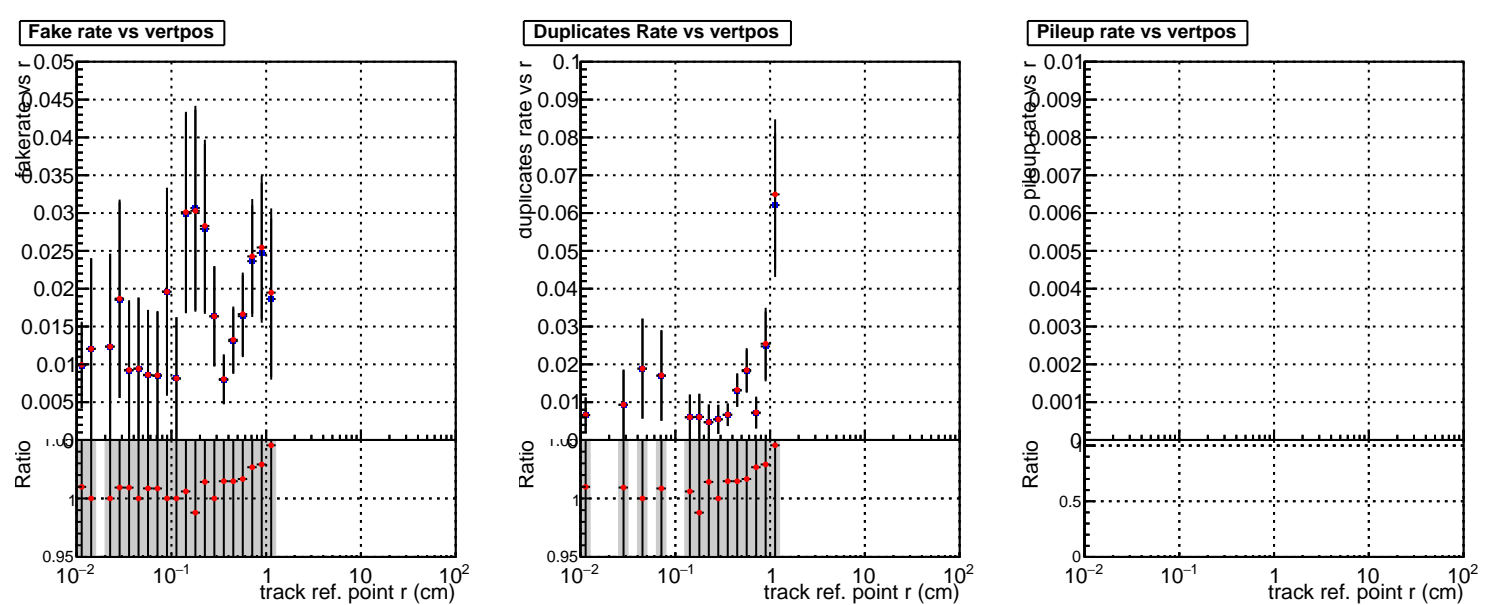 Fake rate vs vertpos
fakerate vs r
0.05
0.045
0.04
0.035
0.03
0.025
0.02
0.015
0.01
0.005
0
Ratio
1
0.95
10⁻² 10⁻¹ 1 10 10²
track ref. point r (cm)
Duplicates Rate vs vertpos
duplicates rate vs r
0.1
0.09
0.08
0.07
0.06
0.05
0.04
0.03
0.02
0.01
0
Ratio
1
0.95
10⁻² 10⁻¹ 1 10 10²
track ref. point r (cm)
Pileup rate vs vertpos
pileup rate vs r
0.01
0.009
0.008
0.007
0.006
0.005
0.004
0.003
0.002
0.001
0
Ratio
1
0.5
0
10⁻² 10⁻¹ 1 10 10²
track ref. point r (cm)